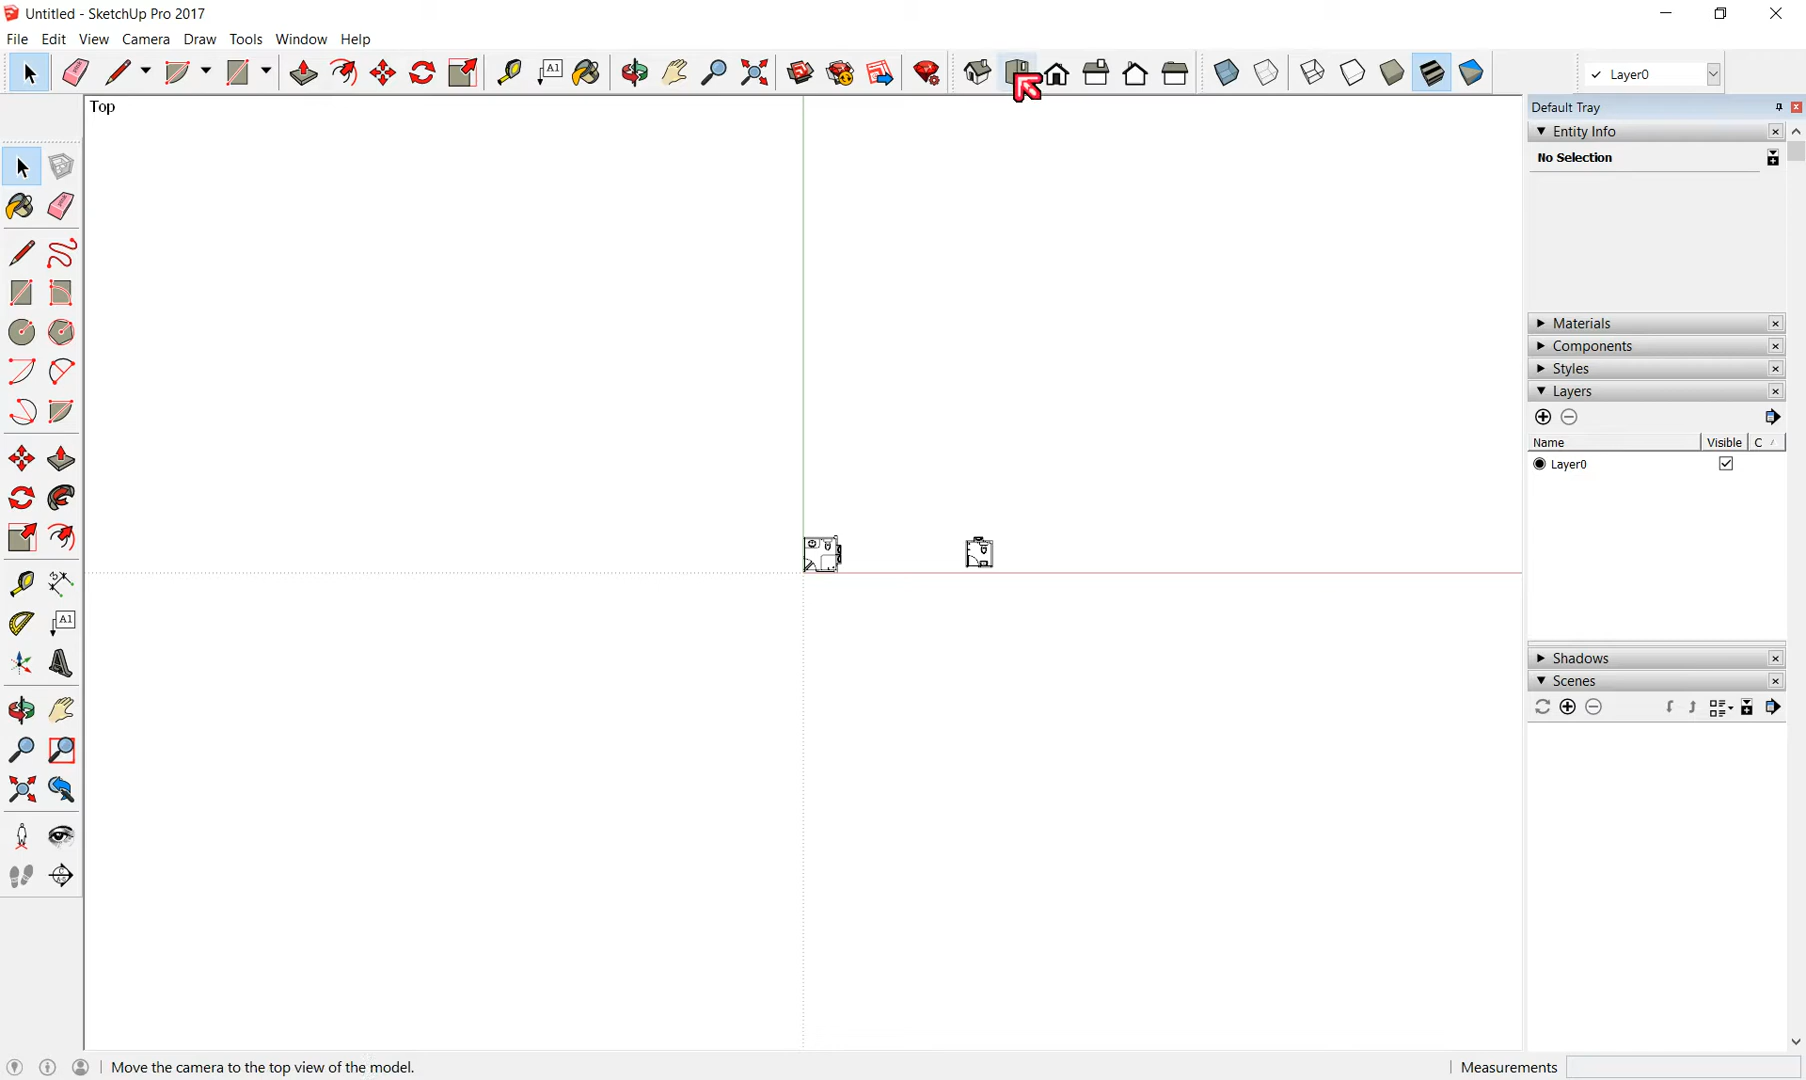 Untitled - SketchUp Pro 2017
File Edit View Camera Draw Tools Window Help
A1
Layer0
Top
Default Tray
Entity Info
No Selection
Materials
Components
Styles
Layers
Name Visible C
Layer0
A1
Shadows
Scenes
Move the camera to the top view of the model.
Measurements